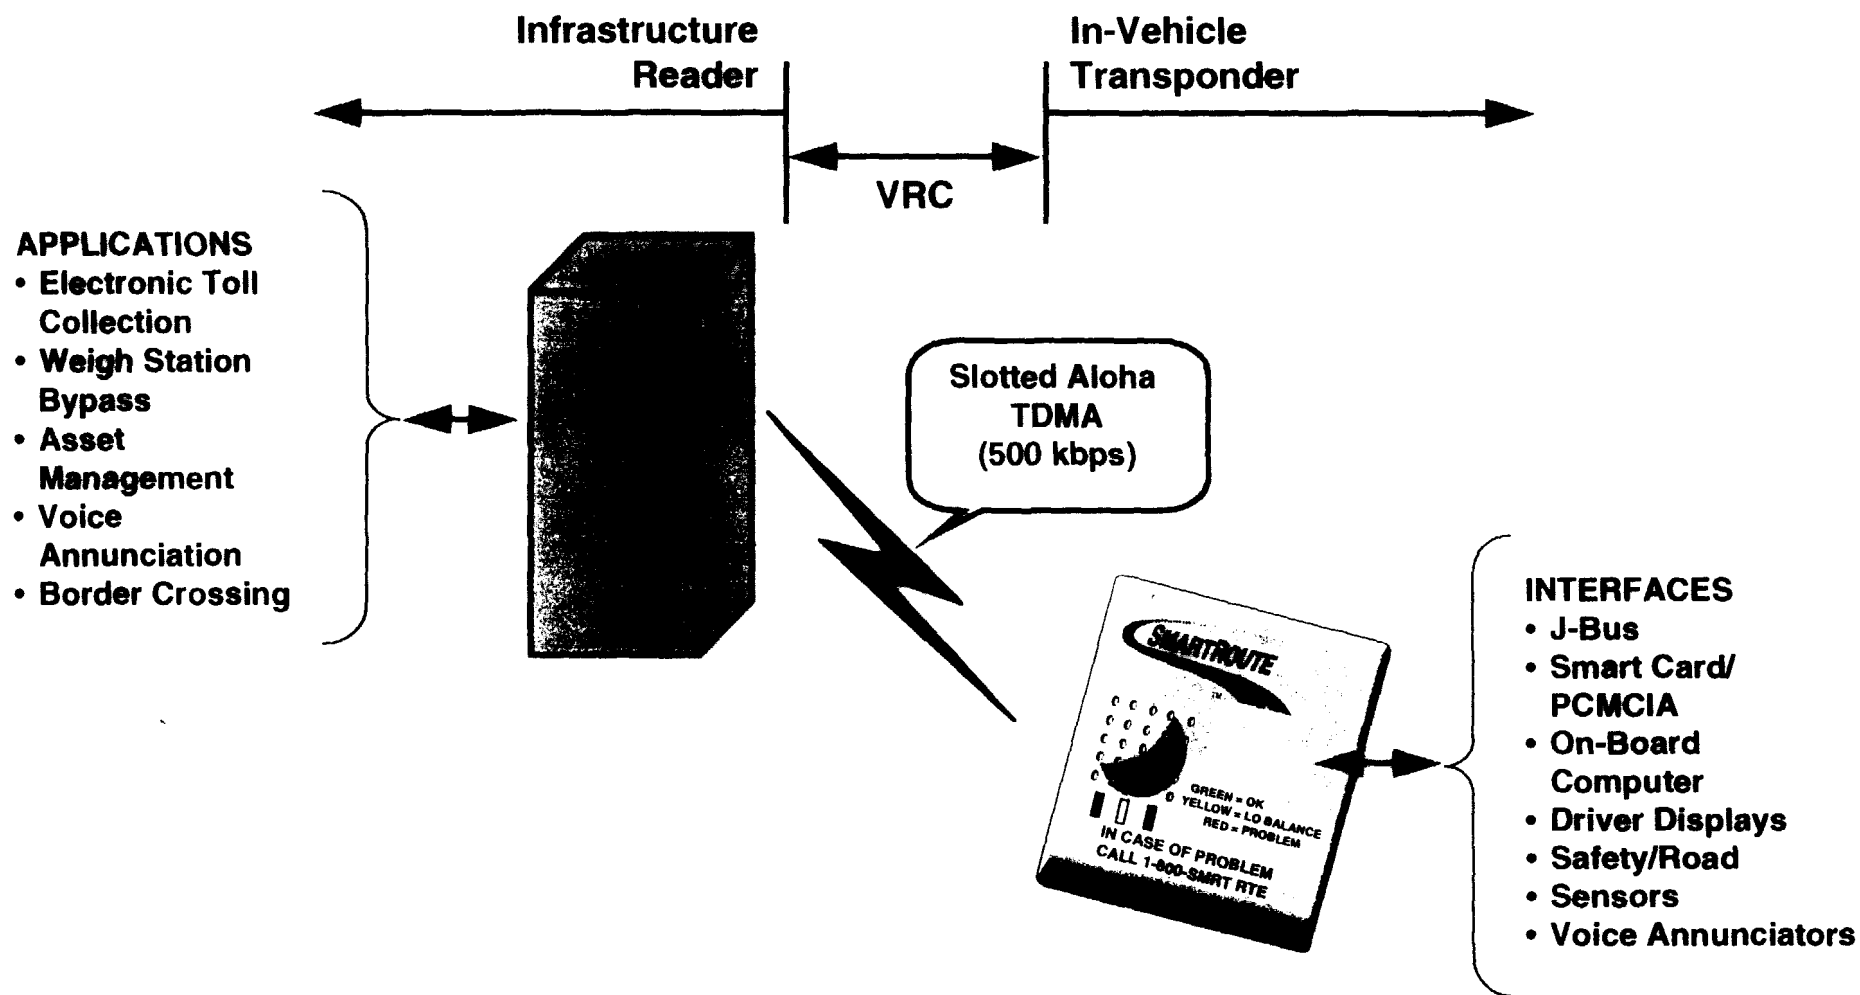 Infrastructure
Reader
In-Vehicle
Transponder
VRC
APPLICATIONS
• Electronic Toll
Collection
• Weigh Station
Bypass
• Asset
Management
• Voice
Annunciation
• Border Crossing
Slotted Aloha
TDMA
(500 kbps)
SMARTROUTE
TM
GREEN = OK
YELLOW = LO BALANCE
RED = PROBLEM
IN CASE OF PROBLEM
CALL 1-800-SMRT RTE
INTERFACES
• J-Bus
• Smart Card/
PCMCIA
• On-Board
Computer
• Driver Displays
• Safety/Road
• Sensors
• Voice Annunciators